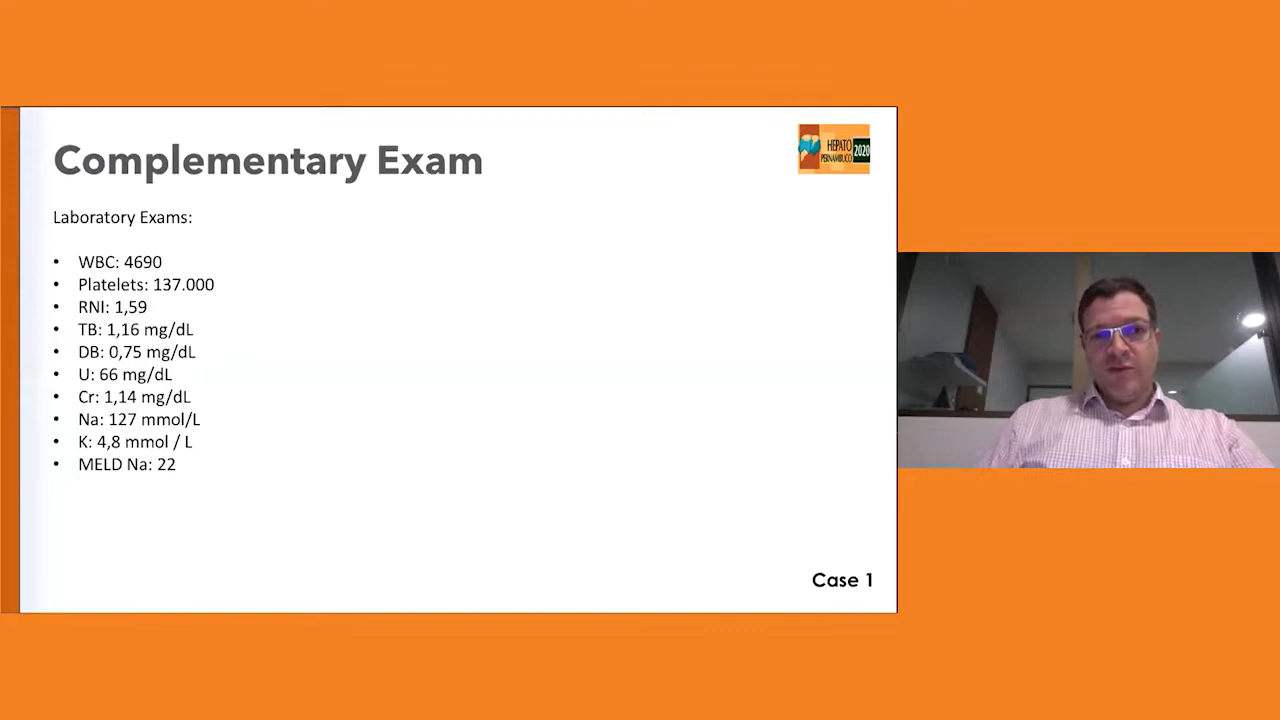 Complementary Exam
HEPATO
PERNAMBUCO
2020
Laboratory Exams:
• WBC: 4690
• Platelets: 137.000
• RNI: 1,59
• TB: 1,16 mg/dL
• DB: 0,75 mg/dL
• U: 66 mg/dL
• Cr: 1,14 mg/dL
• Na: 127 mmol/L
• K: 4,8 mmol / L
• MELD Na: 22
Case 1